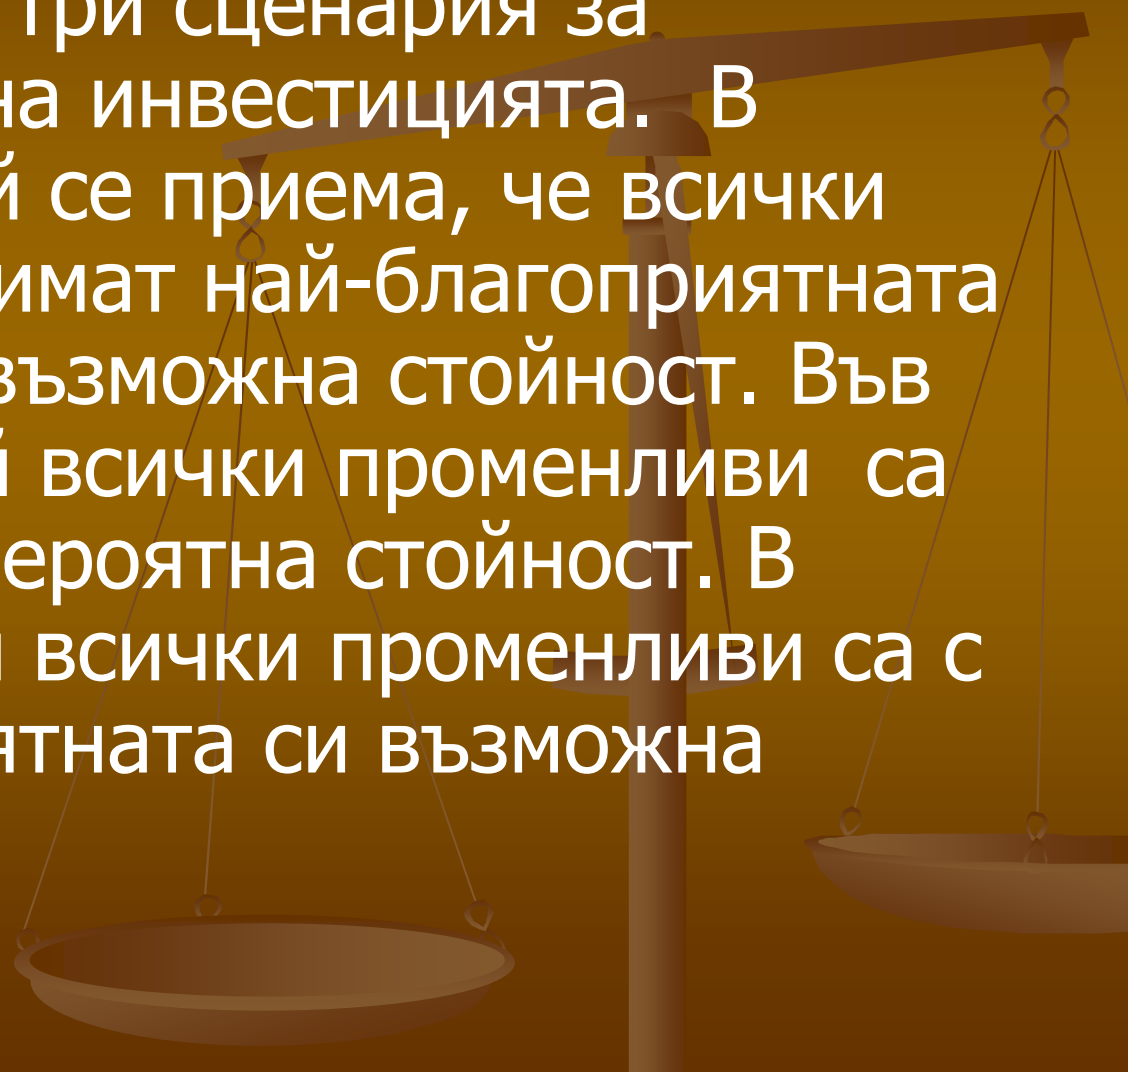 три сценария за
на инвестицията. В
й се приема, че всички
имат най-благоприятната
възможна стойност. Във
й всички променливи са
ероятна стойност. В
и всички променливи са с
ятната си възможна